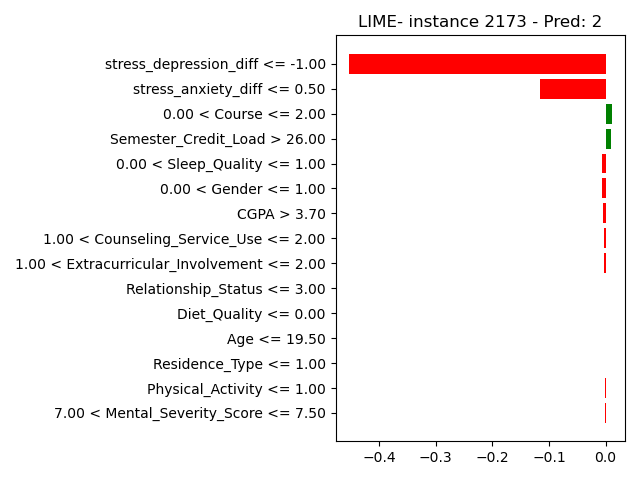 LIME- instance 2173 - Pred: 2
stress_depression_diff <= -1.00
stress_anxiety_diff <= 0.50
0.00 < Course <= 2.00
Semester_Credit_Load > 26.00
0.00 < Sleep_Quality <= 1.00
0.00 < Gender <= 1.00
CGPA > 3.70
1.00 < Counseling_Service_Use <= 2.00
1.00 < Extracurricular_Involvement <= 2.00
Relationship_Status <= 3.00
Diet_Quality <= 0.00
Age <= 19.50
Residence_Type <= 1.00
Physical_Activity <= 1.00
7.00 < Mental_Severity_Score <= 7.50
−0.4 −0.3 −0.2 −0.1 0.0